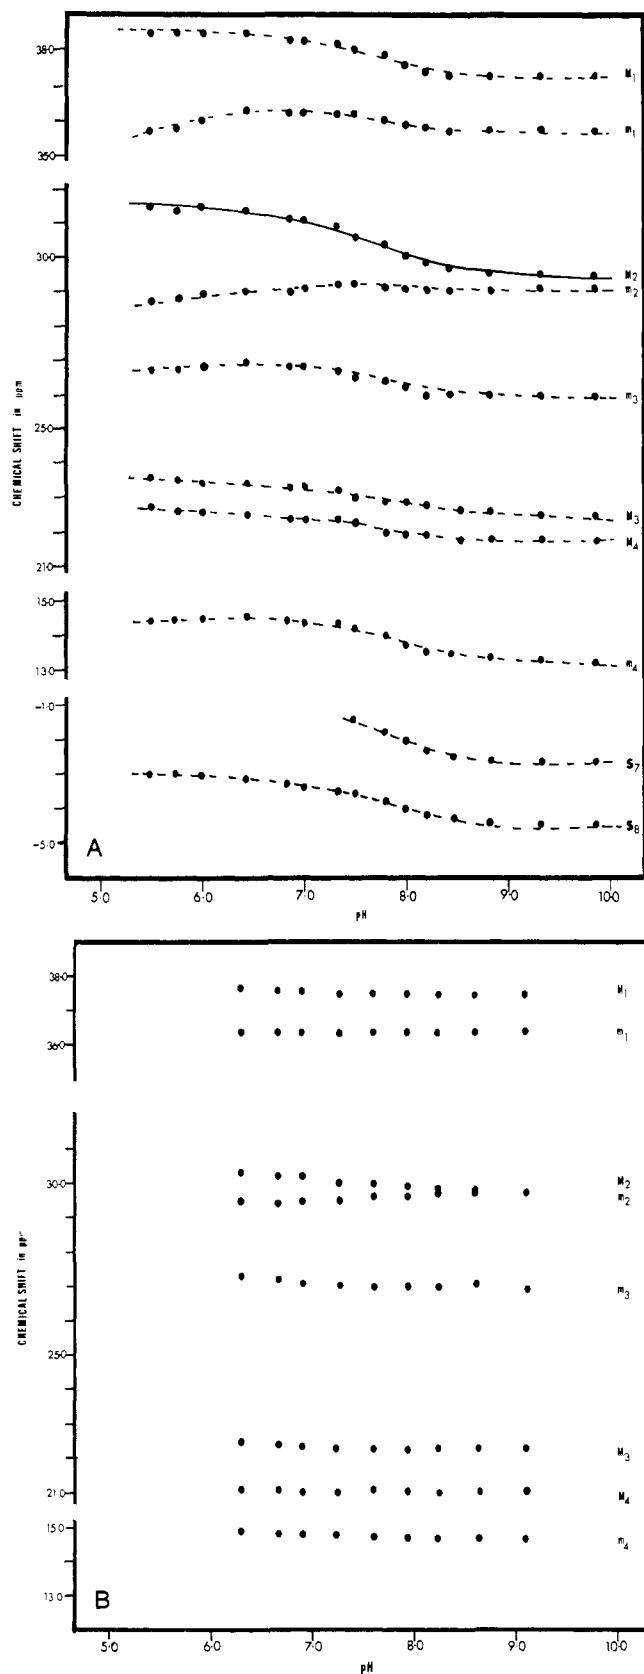 38·0
M1
m1
35·0
30·0
M2
m2
m3
25·0
M3
M4
21·0
15·0
m4
13·0
-1·0
S7
S8
-5·0
CHEMICAL SHIFT in ppm
A
5·0 6·0 7·0 8·0 9·0 10·0
pH
38·0
M1
m1
36·0
M2
30·0
m2
m3
25·0
M3
21·0
M4
15·0
m4
13·0
CHEMICAL SHIFT in ppm
B
5·0 6·0 7·0 8·0 9·0 10·0
pH